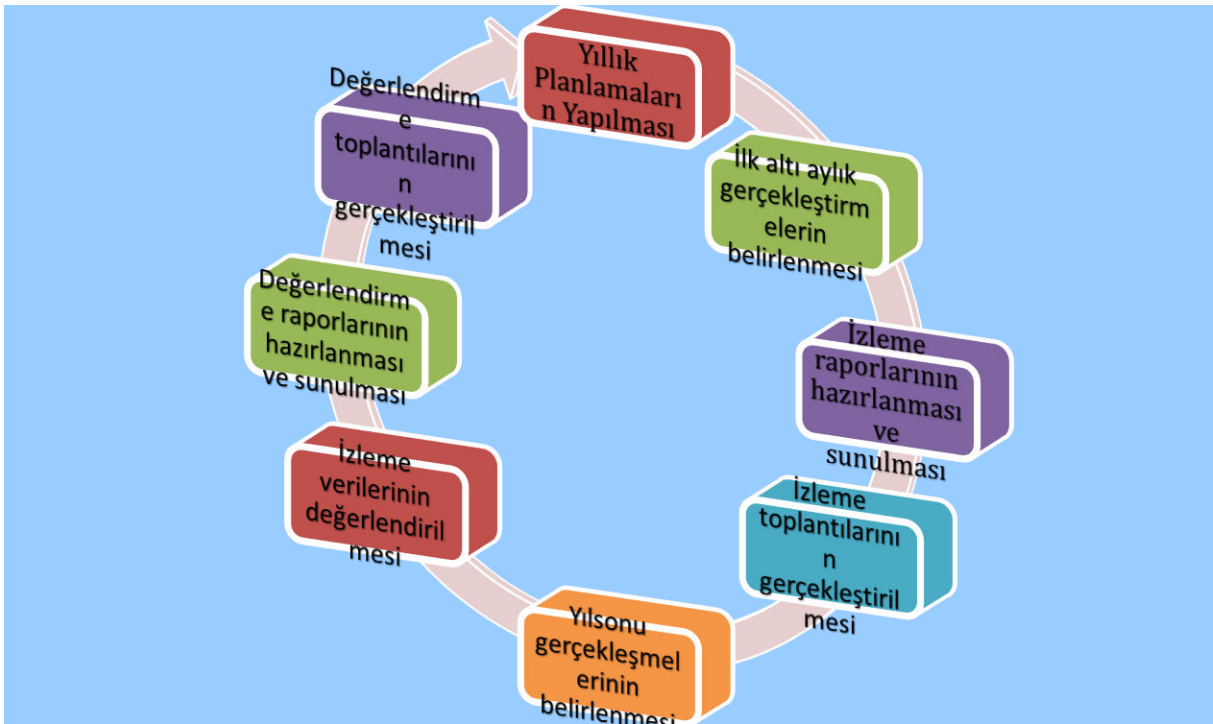 Yıllık
Planlamaları
n Yapılması
İlk altı aylık
gerçekleştirm
elerin
belirlenmesi
İzleme
raporlarının
hazırlanması
ve
sunulması
İzleme
toplantılarını
n
gerçekleştiril
mesi
Yılsonu
gerçekleşmel
erinin
belirlenmesi
İzleme
verilerinin
değerlendiril
mesi
Değerlendirm
e raporlarının
hazırlanması
ve sunulması
Değerlendirm
e
toplantılarını
n
gerçekleştiril
mesi